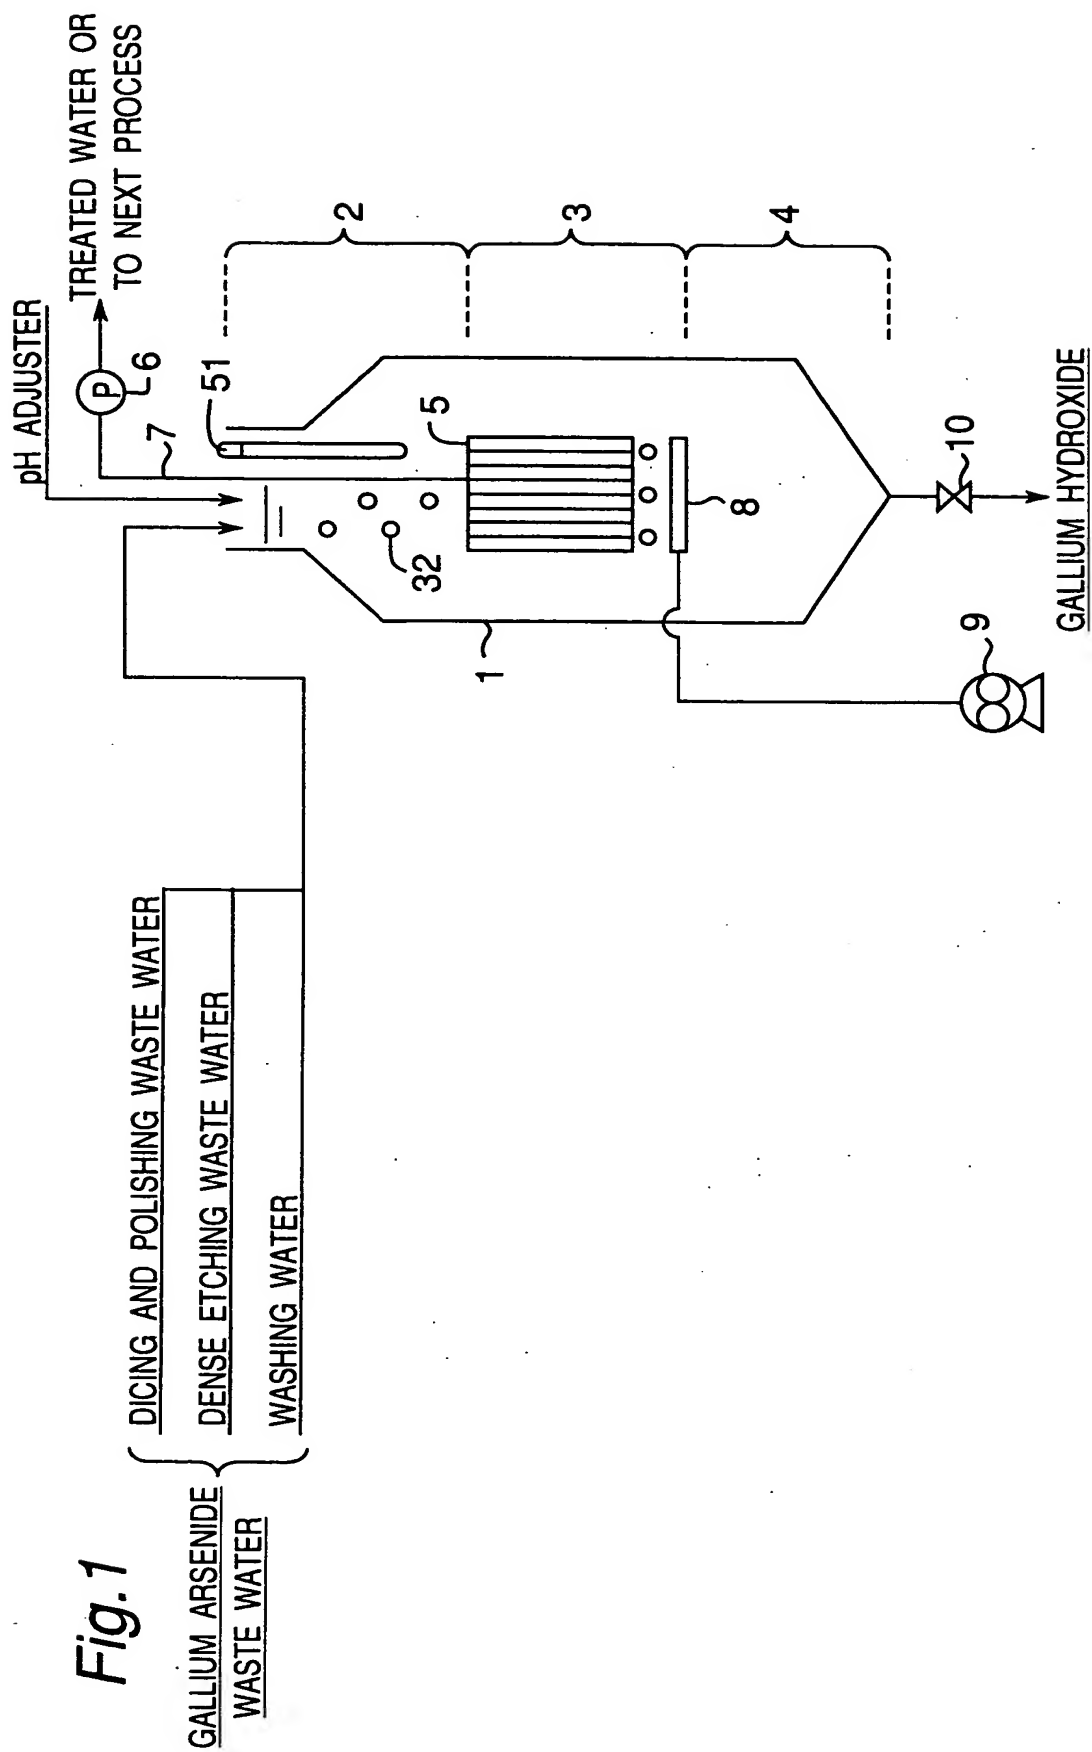 Fig.1
GALLIUM ARSENIDE
WASTE WATER
DICING AND POLISHING WASTE WATER
DENSE ETCHING WASTE WATER
WASHING WATER
pH ADJUSTER
TREATED WATER OR
TO NEXT PROCESS
P
6
7
51
5
32
1
2
3
4
8
9
10
GALLIUM HYDROXIDE